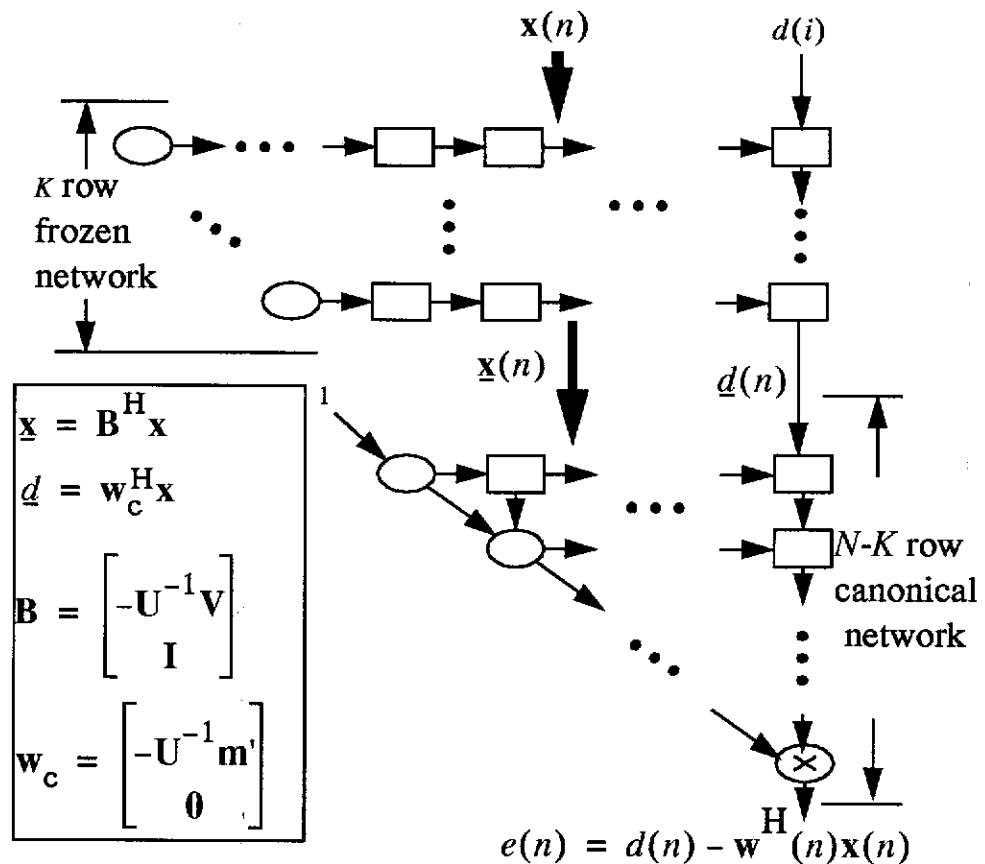 x(n)
d(i)
K row
frozen
network
x(n)
d(n)
1
x = B^H x
d = w_c^H x
B = [-U^-1 V
I]
w_c = [-U^-1 m'
0]
N-K row
canonical
network
×
e(n) = d(n) - w^H(n)x(n)